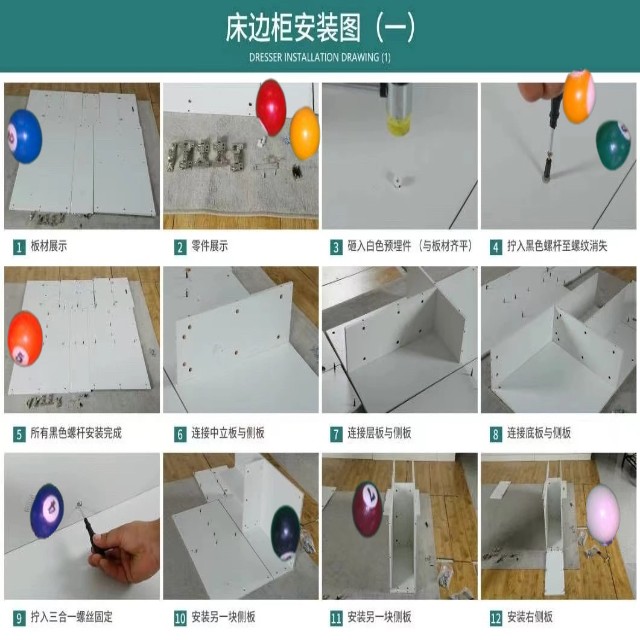 床边柜安装图（一）
DRESSER INSTALLATION DRAWING (1)
1 板材展示
2 零件展示
3 砸入白色预埋件 （与板材齐平）
4 拧入黑色螺杆至螺纹消失
5 所有黑色螺杆安装完成
6 连接中立板与侧板
7 连接层板与侧板
8 连接底板与侧板
9 拧入三合一螺丝固定
10 安装另一块侧板
11 安装另一块侧板
12 安装右侧板